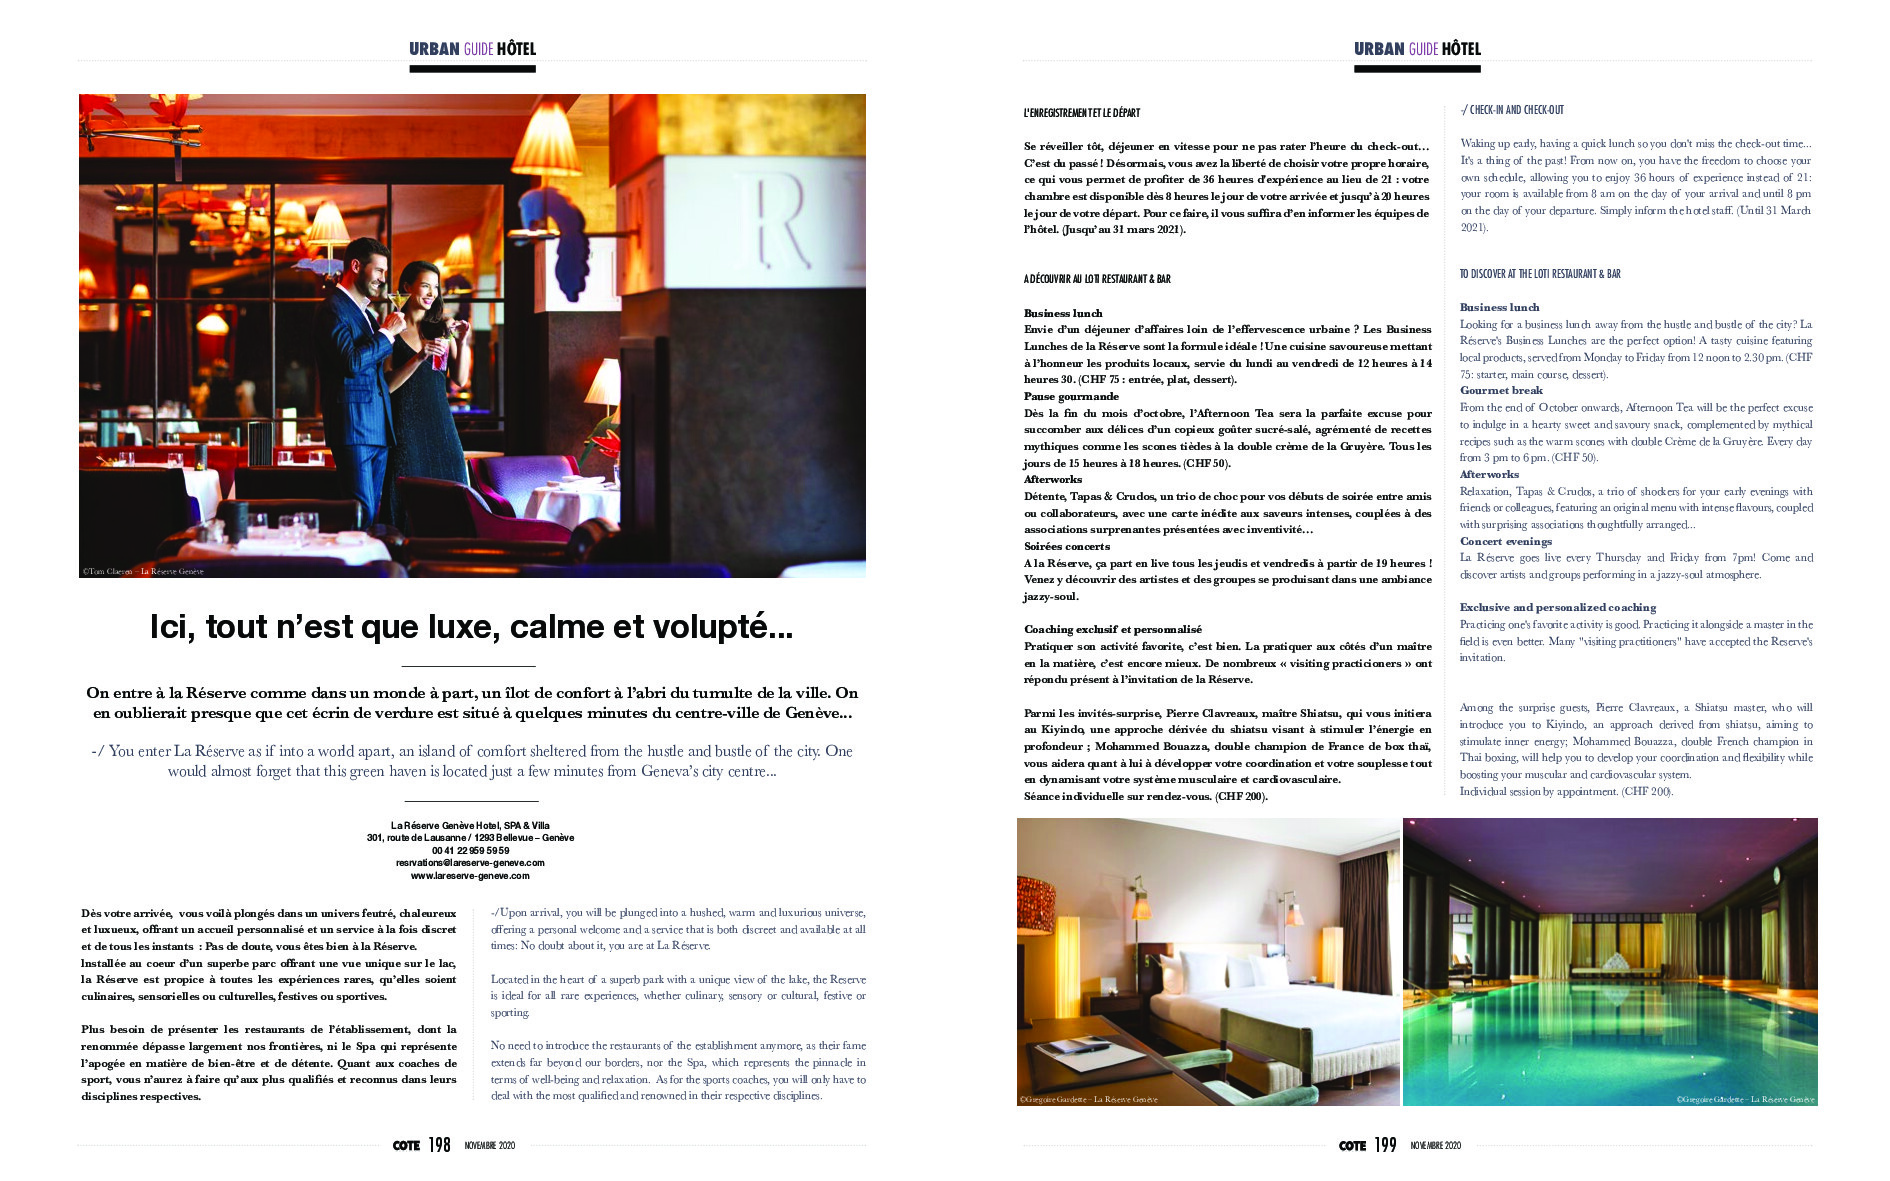 URBAN GUIDE HÔTEL
R
©Tom Claeren – La Réserve Genève
Ici, tout n’est que luxe, calme et volupté...
On entre à la Réserve comme dans un monde à part, un îlot de confort à l’abri du tumulte de la ville. On
en oublierait presque que cet écrin de verdure est situé à quelques minutes du centre-ville de Genève...
-/ You enter La Réserve as if into a world apart, an island of comfort sheltered from the hustle and bustle of the city. One
would almost forget that this green haven is located just a few minutes from Geneva’s city centre...
La Réserve Genève Hotel, SPA & Villa
301, route de Lausanne / 1293 Bellevue – Genève
00 41 22 959 59 59
resrvations@lareserve-geneve.com
www.lareserve-geneve.com
Dès votre arrivée, vous voilà plongés dans un univers feutré, chaleureux
et luxueux, offrant un accueil personnalisé et un service à la fois discret
et de tous les instants : Pas de doute, vous êtes bien à la Réserve.
Installée au coeur d’un superbe parc offrant une vue unique sur le lac,
la Réserve est propice à toutes les expériences rares, qu’elles soient
culinaires, sensorielles ou culturelles, festives ou sportives.
Plus besoin de présenter les restaurants de l’établissement, dont la
renommée dépasse largement nos frontières, ni le Spa qui représente
l’apogée en matière de bien-être et de détente. Quant aux coaches de
sport, vous n’aurez à faire qu’aux plus qualifiés et reconnus dans leurs
disciplines respectives.
-/Upon arrival, you will be plunged into a hushed, warm and luxurious universe,
offering a personal welcome and a service that is both discreet and available at all
times: No doubt about it, you are at La Réserve.
Located in the heart of a superb park with a unique view of the lake, the Reserve
is ideal for all rare experiences, whether culinary, sensory or cultural, festive or
sporting.
No need to introduce the restaurants of the establishment anymore, as their fame
extends far beyond our borders, nor the Spa, which represents the pinnacle in
terms of well-being and relaxation. As for the sports coaches, you will only have to
deal with the most qualified and renowned in their respective disciplines.
COTE 198 NOVEMBRE 2020
URBAN GUIDE HÔTEL
L'ENREGISTREMENT ET LE DÉPART
Se réveiller tôt, déjeuner en vitesse pour ne pas rater l’heure du check-out…
C’est du passé ! Désormais, vous avez la liberté de choisir votre propre horaire,
ce qui vous permet de profiter de 36 heures d'expérience au lieu de 21 : votre
chambre est disponible dès 8 heures le jour de votre arrivée et jusqu’à 20 heures
le jour de votre départ. Pour ce faire, il vous suffira d’en informer les équipes de
l’hôtel. (Jusqu’au 31 mars 2021).
A DÉCOUVRIR AU LOTI RESTAURANT & BAR
Business lunch
Envie d’un déjeuner d’affaires loin de l’effervescence urbaine ? Les Business
Lunches de la Réserve sont la formule idéale ! Une cuisine savoureuse mettant
à l’honneur les produits locaux, servie du lundi au vendredi de 12 heures à 14
heures 30. (CHF 75 : entrée, plat, dessert).
Pause gourmande
Dès la fin du mois d’octobre, l’Afternoon Tea sera la parfaite excuse pour
succomber aux délices d’un copieux goûter sucré-salé, agrémenté de recettes
mythiques comme les scones tièdes à la double crème de la Gruyère. Tous les
jours de 15 heures à 18 heures. (CHF 50).
Afterworks
Détente, Tapas & Crudos, un trio de choc pour vos débuts de soirée entre amis
ou collaborateurs, avec une carte inédite aux saveurs intenses, couplées à des
associations surprenantes présentées avec inventivité…
Soirées concerts
A la Réserve, ça part en live tous les jeudis et vendredis à partir de 19 heures !
Venez y découvrir des artistes et des groupes se produisant dans une ambiance
jazzy-soul.
Coaching exclusif et personnalisé
Pratiquer son activité favorite, c’est bien. La pratiquer aux côtés d’un maître
en la matière, c’est encore mieux. De nombreux « visiting practicioners » ont
répondu présent à l’invitation de la Réserve.
Parmi les invités-surprise, Pierre Clavreaux, maître Shiatsu, qui vous initiera
au Kiyindo, une approche dérivée du shiatsu visant à stimuler l’énergie en
profondeur ; Mohammed Bouazza, double champion de France de box thaï,
vous aidera quant à lui à développer votre coordination et votre souplesse tout
en dynamisant votre système musculaire et cardiovasculaire.
Séance individuelle sur rendez-vous. (CHF 200).
-/ CHECK-IN AND CHECK-OUT
Waking up early, having a quick lunch so you don't miss the check-out time...
It's a thing of the past! From now on, you have the freedom to choose your
own schedule, allowing you to enjoy 36 hours of experience instead of 21:
your room is available from 8 am on the day of your arrival and until 8 pm
on the day of your departure. Simply inform the hotel staff. (Until 31 March
2021).
TO DISCOVER AT THE LOTI RESTAURANT & BAR
Business lunch
Looking for a business lunch away from the hustle and bustle of the city? La
Réserve's Business Lunches are the perfect option! A tasty cuisine featuring
local products, served from Monday to Friday from 12 noon to 2.30 pm. (CHF
75: starter, main course, dessert).
Gourmet break
From the end of October onwards, Afternoon Tea will be the perfect excuse
to indulge in a hearty sweet and savoury snack, complemented by mythical
recipes such as the warm scones with double Crème de la Gruyère. Every day
from 3 pm to 6 pm. (CHF 50).
Afterworks
Relaxation, Tapas & Crudos, a trio of shockers for your early evenings with
friends or colleagues, featuring an original menu with intense flavours, coupled
with surprising associations thoughtfully arranged...
Concert evenings
La Réserve goes live every Thursday and Friday from 7pm! Come and
discover artists and groups performing in a jazzy-soul atmosphere.
Exclusive and personalized coaching
Practicing one's favorite activity is good. Practicing it alongside a master in the
field is even better. Many "visiting practitioners" have accepted the Reserve's
invitation.
Among the surprise guests, Pierre Clavreaux, a Shiatsu master, who will
introduce you to Kiyindo, an approach derived from shiatsu, aiming to
stimulate inner energy; Mohammed Bouazza, double French champion in
Thai boxing, will help you to develop your coordination and flexibility while
boosting your muscular and cardiovascular system.
Individual session by appointment. (CHF 200).
©Gregoire Gardette – La Réserve Genève
©Gregoire Gardette – La Réserve Genève
COTE 199 NOVEMBRE 2020